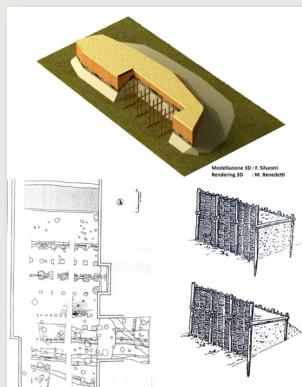 Modellazione 3D : F. Silvestri
Rendering 3D : M. Benedetti